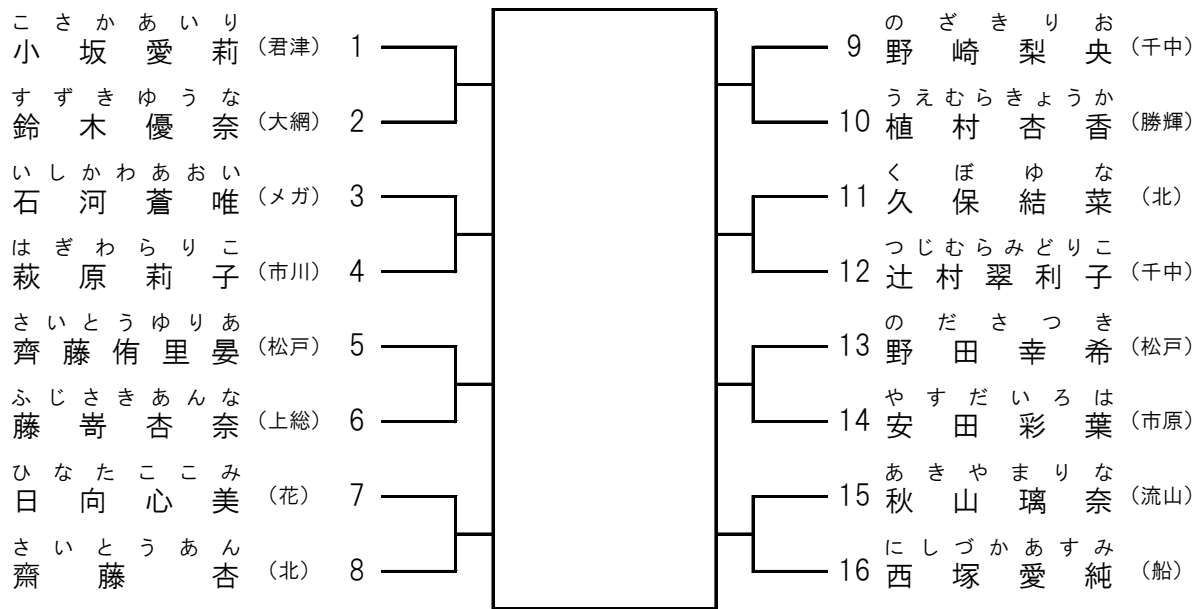 こさかあいり
小坂愛莉 (君津) 1
すずきゆうな
鈴木優奈 (大網) 2
いしかわあおい
石河蒼唯 (メガ) 3
はぎわらりこ
萩原莉子 (市川) 4
さいとうゆりあ
齊藤侑里晏 (松戸) 5
ふじさきあんな
藤嵜杏奈 (上総) 6
ひなたここみ
日向心美 (花) 7
さいとうあん
齋藤杏 (北) 8
のざきりお
9 野崎梨央 (千中)
うえむらきょうか
10 植村杏香 (勝輝)
くぼゆな
11 久保結菜 (北)
つじむらみどりこ
12 辻村翠利子 (千中)
のださつき
13 野田幸希 (松戸)
やすだいろは
14 安田彩葉 (市原)
あきやまりな
15 秋山璃奈 (流山)
にしづかあすみ
16 西塚愛純 (船)